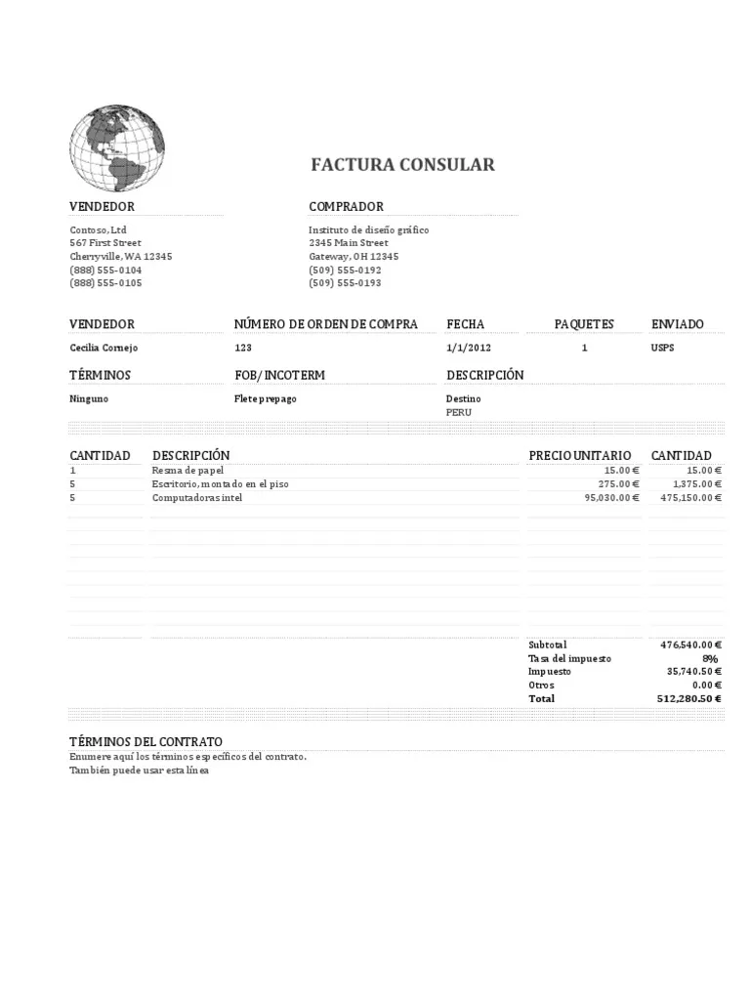 FACTURA CONSULAR
VENDEDOR COMPRADOR
Contoso, Ltd Instituto de diseño gráfico
567 First Street 2345 Main Street
Cherryville, WA 12345 Gateway, OH 12345
(888) 555-0104 (509) 555-0192
(888) 555-0105 (509) 555-0193
VENDEDOR NÚMERO DE ORDEN DE COMPRA FECHA PAQUETES ENVIADO
Cecilia Cornejo 123 1/1/2012 1 USPS
TÉRMINOS FOB/ INCOTERM DESCRIPCIÓN
Ninguno Flete prepago Destino
PERU
CANTIDAD DESCRIPCIÓN PRECIO UNITARIO CANTIDAD
1 Resma de papel 15.00 € 15.00 €
5 Escritorio, montado en el piso 275.00 € 1,375.00 €
5 Computadoras intel 95,030.00 € 475,150.00 €
Subtotal 476,540.00 €
Tasa del impuesto 8%
Impuesto 35,740.50 €
Otros 0.00 €
Total 512,280.50 €
TÉRMINOS DEL CONTRATO
Enumere aquí los términos específicos del contrato.
También puede usar esta línea